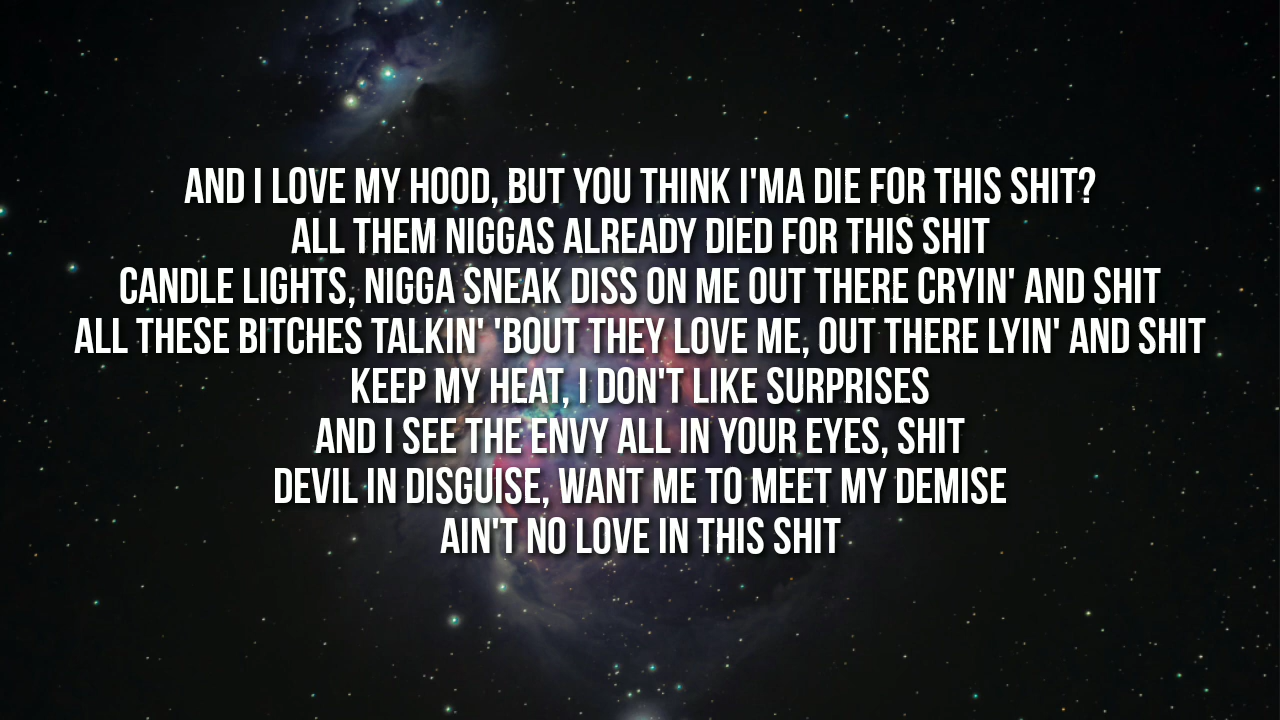 AND I LOVE MY HOOD, BUT YOU THINK I'MA DIE FOR THIS SHIT?
ALL THEM NIGGAS ALREADY DIED FOR THIS SHIT
CANDLE LIGHTS, NIGGA SNEAK DISS ON ME OUT THERE CRYIN' AND SHIT
ALL THESE BITCHES TALKIN' 'BOUT THEY LOVE ME, OUT THERE LYIN' AND SHIT
KEEP MY HEAT, I DON'T LIKE SURPRISES
AND I SEE THE ENVY ALL IN YOUR EYES, SHIT
DEVIL IN DISGUISE, WANT ME TO MEET MY DEMISE
AIN'T NO LOVE IN THIS SHIT